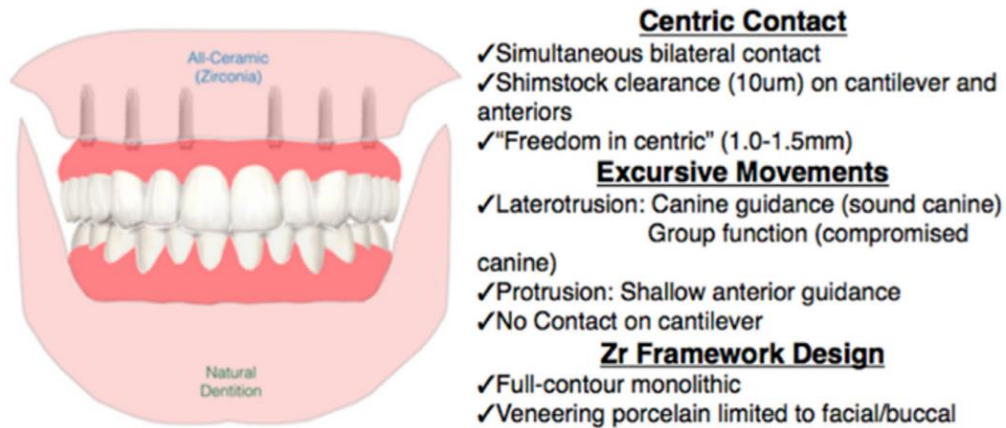 All-Ceramic
(Zirconia)
Natural
Dentition
Centric Contact
✓Simultaneous bilateral contact
✓Shimstock clearance (10um) on cantilever and
anteriors
✓“Freedom in centric” (1.0-1.5mm)
Excursive Movements
✓Laterotrusion: Canine guidance (sound canine)
Group function (compromised
canine)
✓Protrusion: Shallow anterior guidance
✓No Contact on cantilever
Zr Framework Design
✓Full-contour monolithic
✓Veneering porcelain limited to facial/buccal